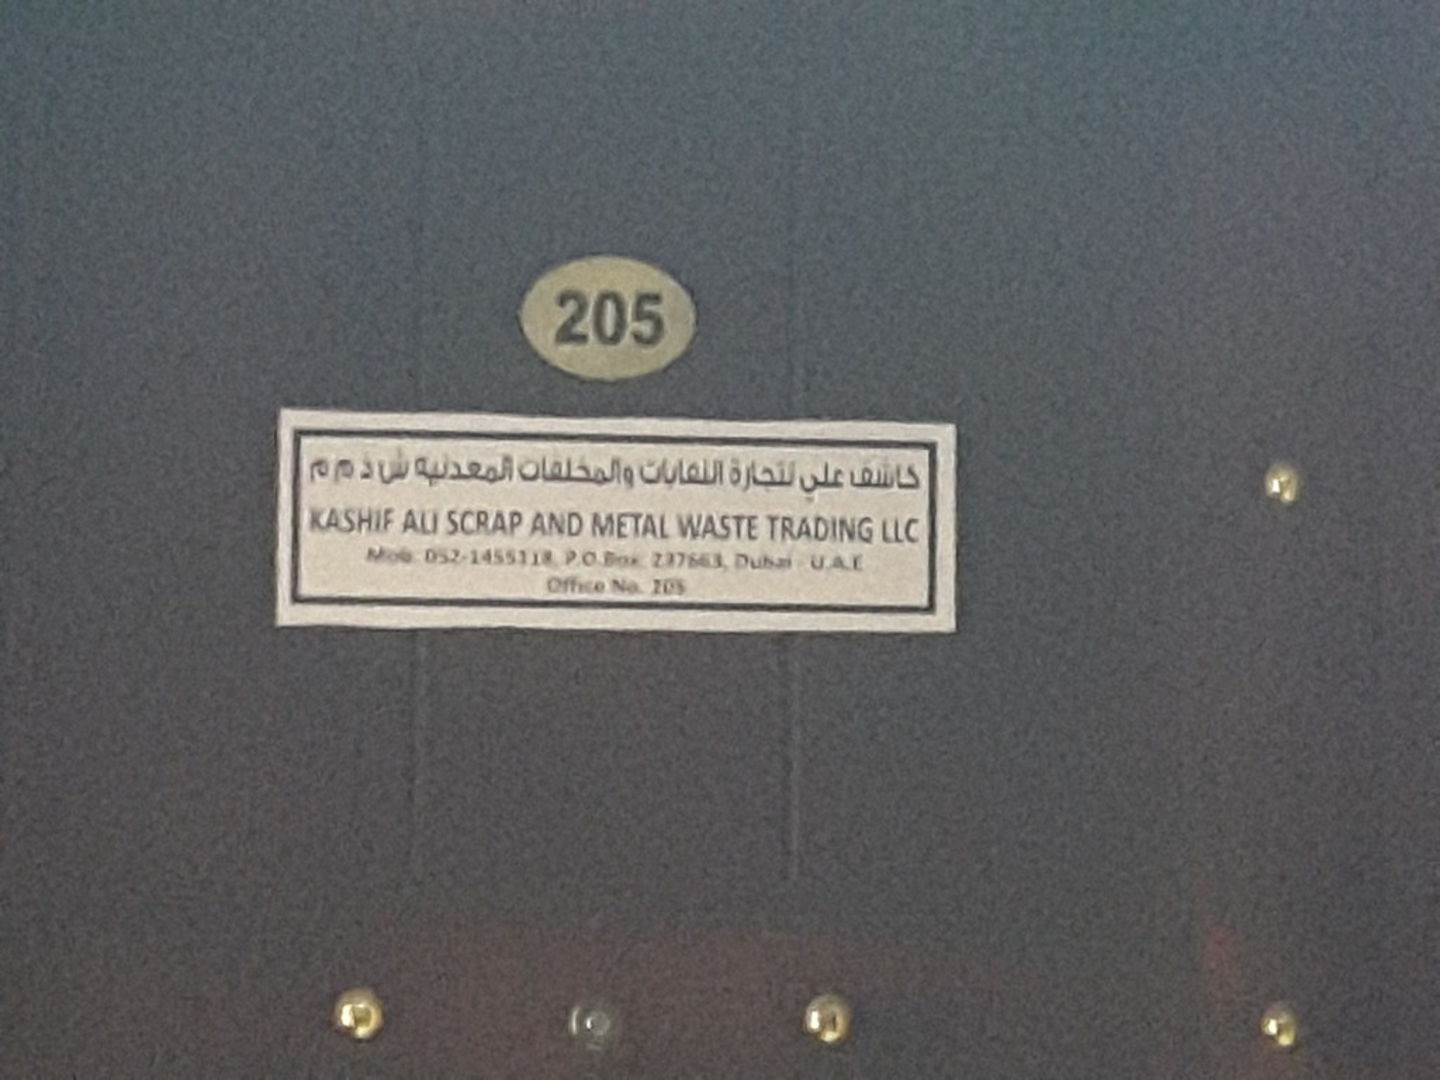 205
كاشف علي لتجارة النفايات والمخلفات المعدنية ش ذ م م
KASHIF ALI SCRAP AND METAL WASTE TRADING LLC
Mob: 052-1455118, P.O.Box: 237663, Dubai - U.A.E
Office No. 205